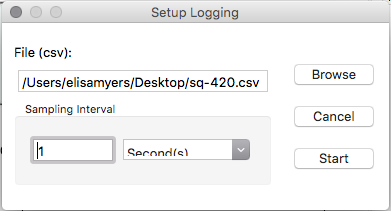 Setup Logging
File (csv):
/Users/elisamyers/Desktop/sq-420.csv
Browse
Sampling Interval
Cancel
1
Second(s)
Start